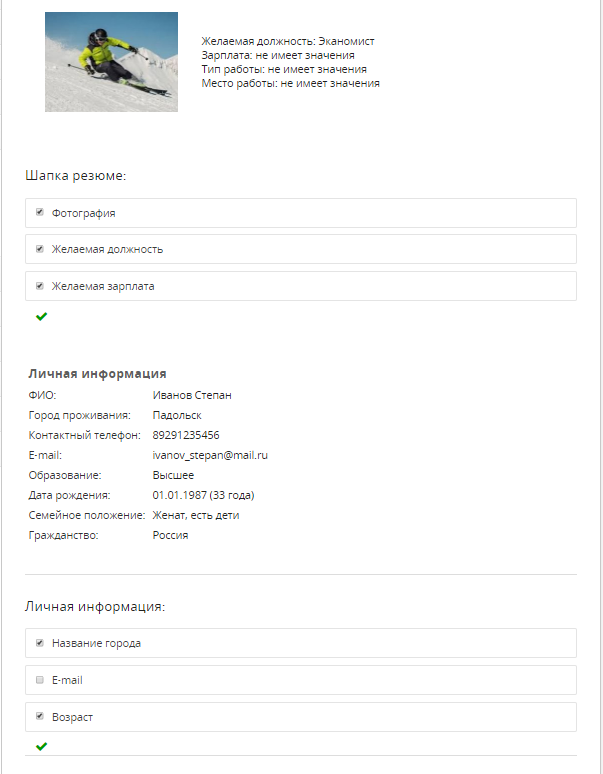 Желаемая должность: Экaномист
Зарплата: не имеет значения
Тип работы: не имеет значения
Место работы: не имеет значения
Шапка резюме:
Фотография
Желаемая должность
Желаемая зарплата
Личная информация
ФИО: Иванов Степан
Город проживания: Падольск
Контактный телефон: 89291235456
E-mail: ivanov_stepan@mail.ru
Образование: Высшее
Дата рождения: 01.01.1987 (33 года)
Семейное положение: Женат, есть дети
Гражданство: Россия
Личная информация:
Название города
E-mail
Возраст